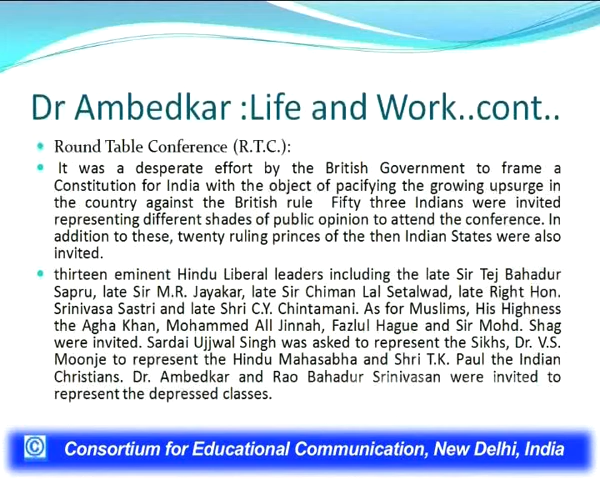 Dr Ambedkar :Life and Work..cont..
Round Table Conference (R.T.C.):
It was a desperate effort by the British Government to frame a
Constitution for India with the object of pacifying the growing upsurge in
the country against the British rule Fifty three Indians were invited
representing different shades of public opinion to attend the conference. In
addition to these, twenty ruling princes of the then Indian States were also
invited.
thirteen eminent Hindu Liberal leaders including the late Sir Tej Bahadur
Sapru, late Sir M.R. Jayakar, late Sir Chiman Lal Setalwad, late Right Hon.
Srinivasa Sastri and late Shri C.Y. Chintamani. As for Muslims, His Highness
the Agha Khan, Mohammed All Jinnah, Fazlul Hague and Sir Mohd. Shag
were invited. Sardai Ujjwal Singh was asked to represent the Sikhs, Dr. V.S.
Moonje to represent the Hindu Mahasabha and Shri T.K. Paul the Indian
Christians. Dr. Ambedkar and Rao Bahadur Srinivasan were invited to
represent the depressed classes.
© Consortium for Educational Communication, New Delhi, India